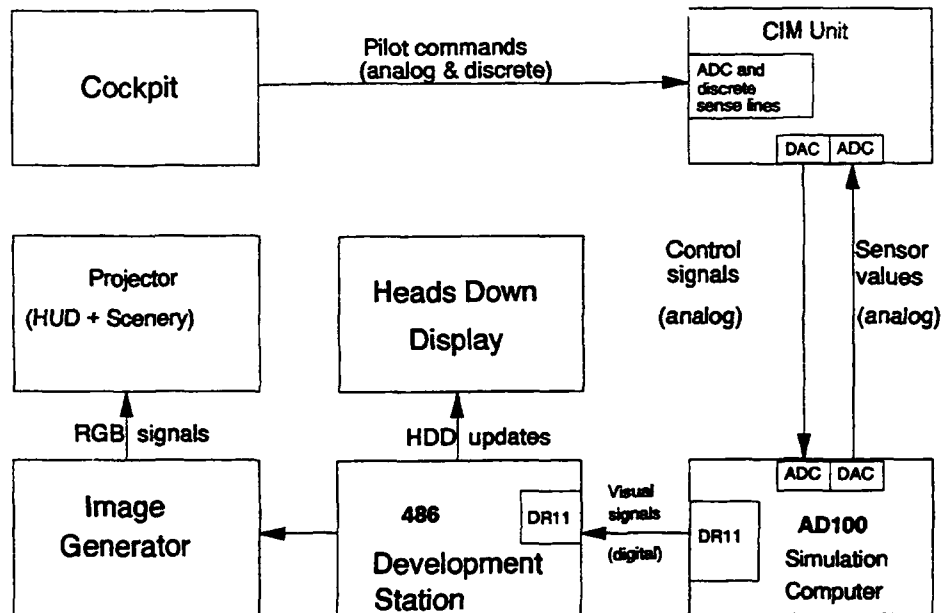 Cockpit
Pilot commands
(analog & discrete)
CIM Unit
ADC and
discrete
sense lines
DAC
ADC
Projector
(HUD + Scenery)
Heads Down
Display
Control
signals
(analog)
Sensor
values
(analog)
RGB signals
HDD updates
Image
Generator
486
Development
Station
DR11
Visual
signals
(digital)
DR11
ADC
DAC
AD100
Simulation
Computer